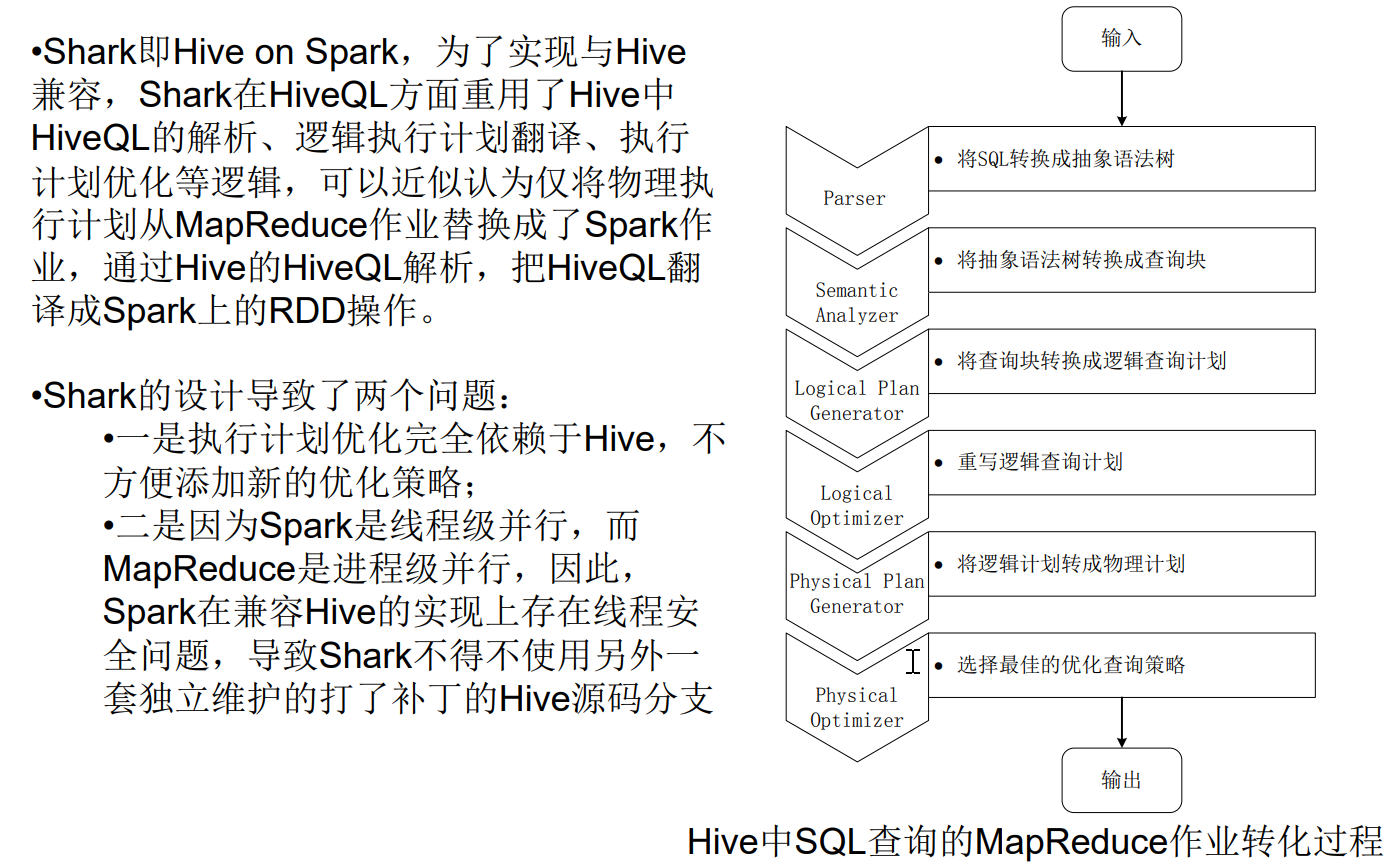 •Shark即Hive on Spark，为了实现与Hive
兼容，Shark在HiveQL方面重用了Hive中
HiveQL的解析、逻辑执行计划翻译、执行
计划优化等逻辑，可以近似认为仅将物理执
行计划从MapReduce作业替换成了Spark作
业，通过Hive的HiveQL解析，把HiveQL翻
译成Spark上的RDD操作。
•Shark的设计导致了两个问题：
•一是执行计划优化完全依赖于Hive，不
方便添加新的优化策略；
•二是因为Spark是线程级并行，而
MapReduce是进程级并行，因此，
Spark在兼容Hive的实现上存在线程安
全问题，导致Shark不得不使用另外一
套独立维护的打了补丁的Hive源码分支
输入
Parser
• 将SQL转换成抽象语法树
Semantic
Analyzer
• 将抽象语法树转换成查询块
Logical Plan
Generator
• 将查询块转换成逻辑查询计划
Logical
Optimizer
• 重写逻辑查询计划
Physical Plan
Generator
• 将逻辑计划转成物理计划
Physical
Optimizer
• 选择最佳的优化查询策略
输出
Hive中SQL查询的MapReduce作业转化过程